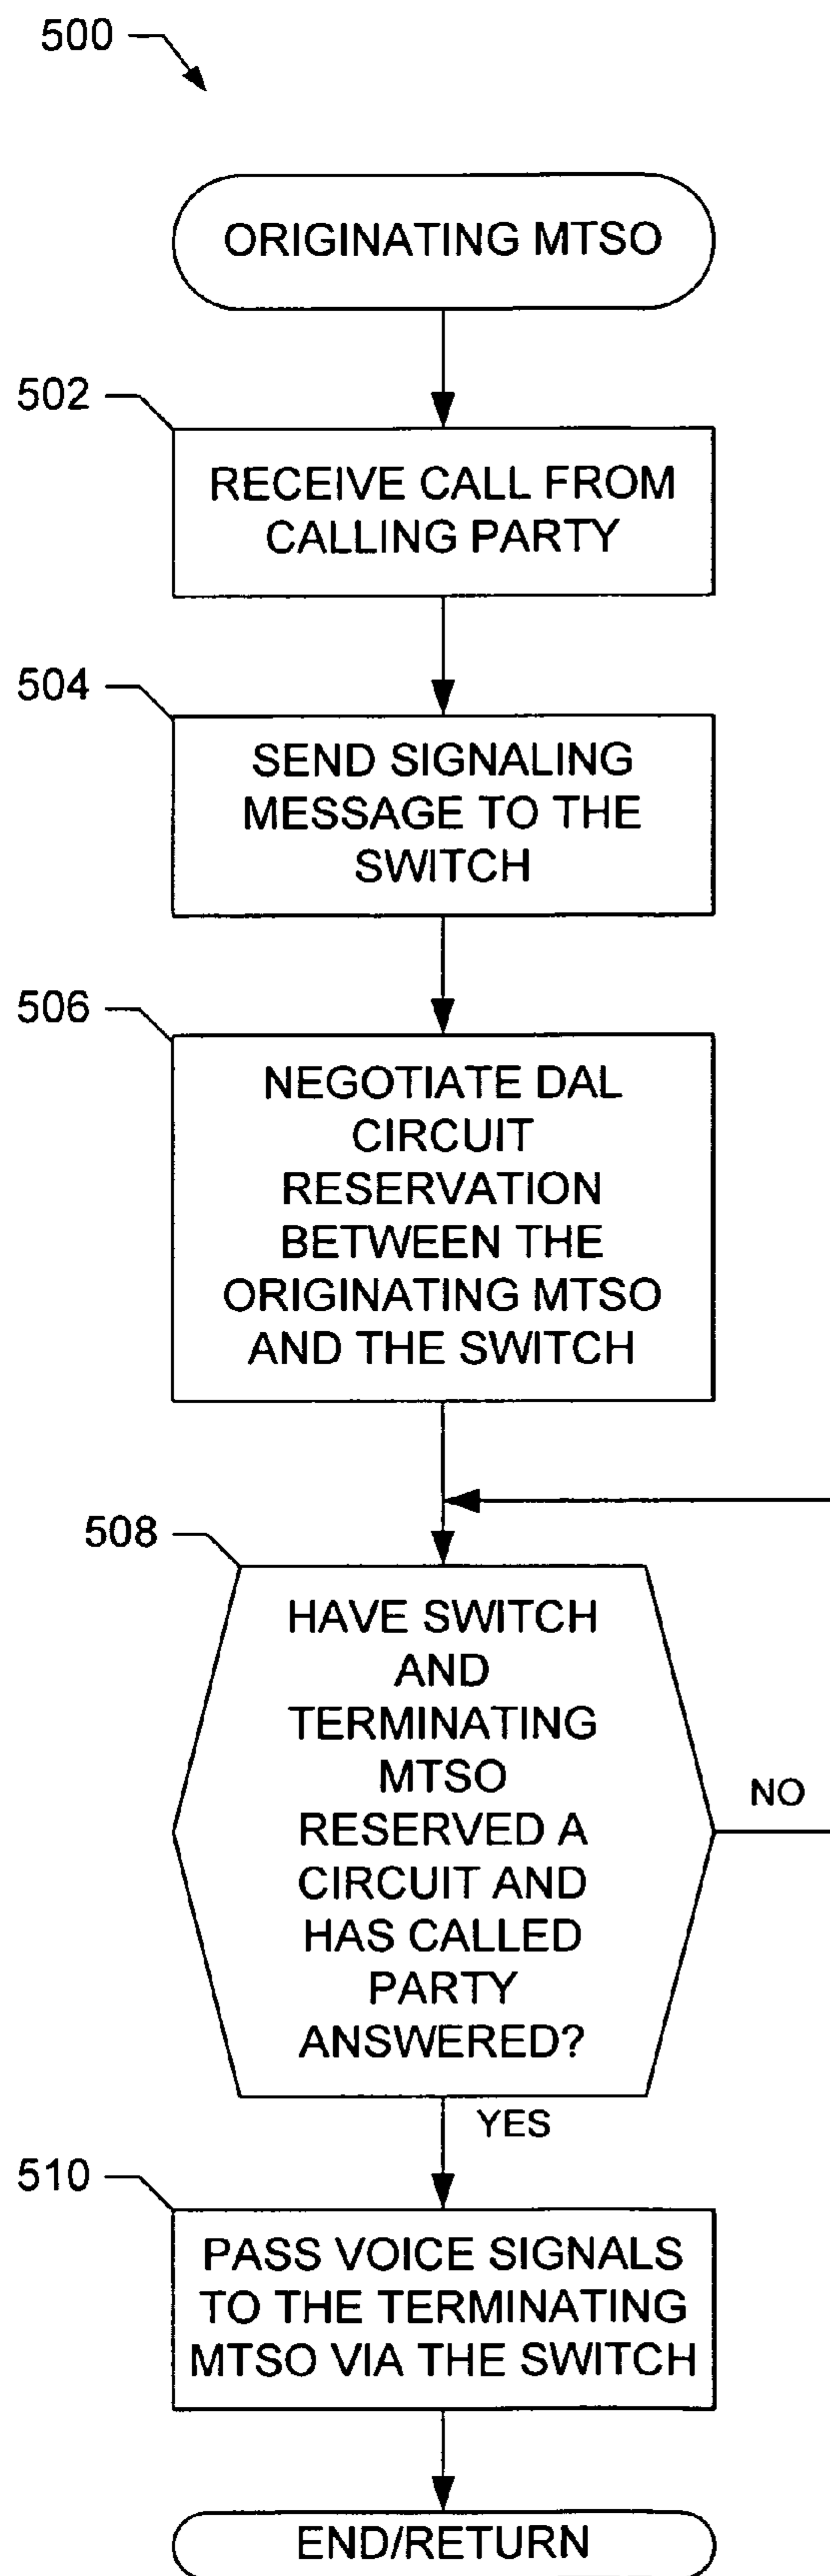 500
ORIGINATING MTSO
502
RECEIVE CALL FROM
CALLING PARTY
504
SEND SIGNALING
MESSAGE TO THE
SWITCH
506
NEGOTIATE DAL
CIRCUIT
RESERVATION
BETWEEN THE
ORIGINATING MTSO
AND THE SWITCH
508
HAVE SWITCH
AND
TERMINATING
MTSO
RESERVED A
CIRCUIT AND
HAS CALLED
PARTY
ANSWERED?
NO
YES
510
PASS VOICE SIGNALS
TO THE TERMINATING
MTSO VIA THE SWITCH
END/RETURN